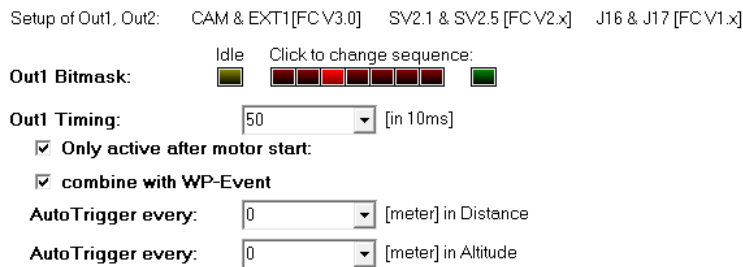 Setup of Out1, Out2: CAM & EXT1[FC V3.0] SV2.1 & SV2.5 [FC V2.x] J16 & J17 [FC V1.x]
Idle Click to change sequence:
Out1 Bitmask:
Out1 Timing: 50 [in 10ms]
Only active after motor start:
combine with WP-Event
AutoTrigger every: 0 [meter] in Distance
AutoTrigger every: 0 [meter] in Altitude